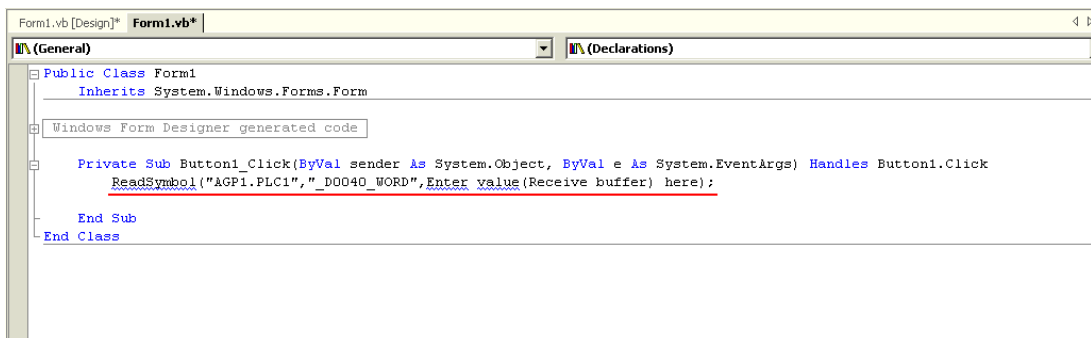 Form1.vb [Design]* Form1.vb*
(General) (Declarations)
Public Class Form1
Inherits System.Windows.Forms.Form
Windows Form Designer generated code
Private Sub Button1_Click(ByVal sender As System.Object, ByVal e As System.EventArgs) Handles Button1.Click
ReadSymbol("AGP1.PLC1","_D0040_WORD",Enter value(Receive buffer) here);
End Sub
End Class